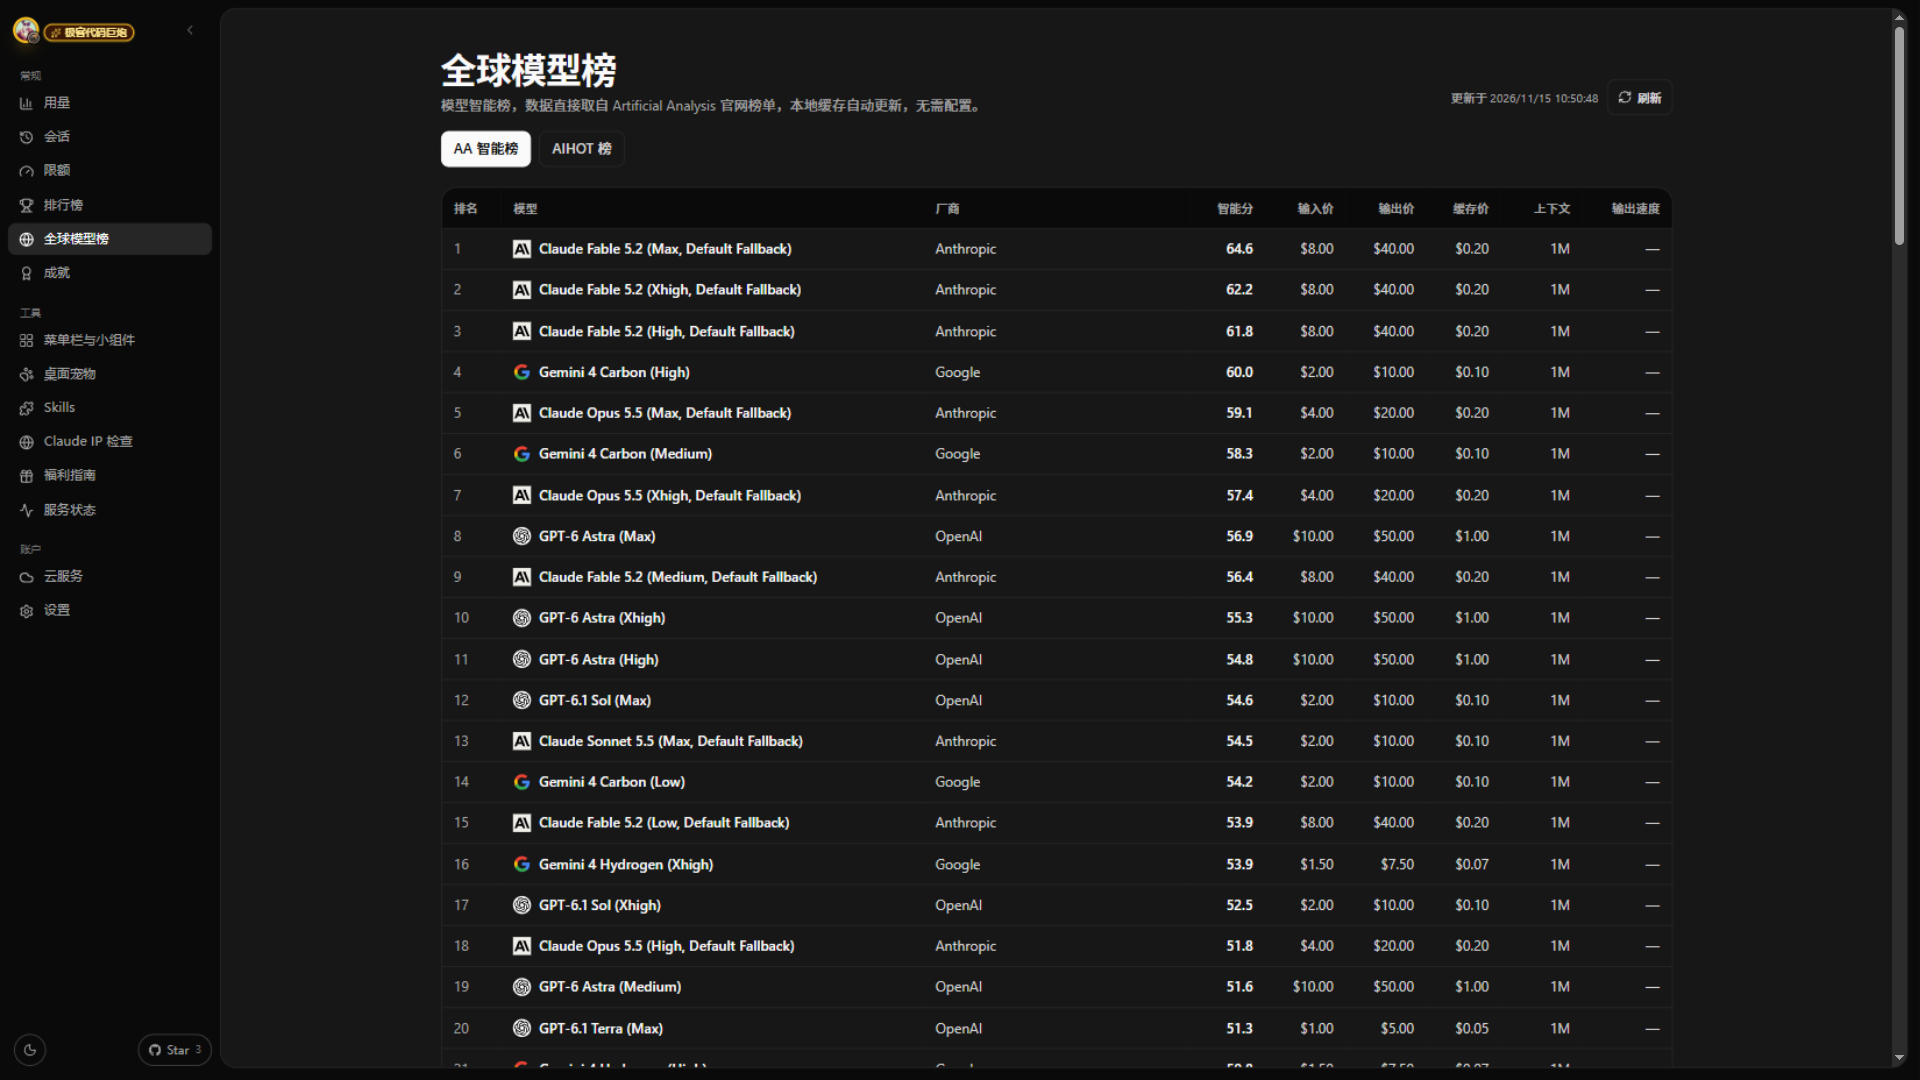 极客代码巨炮
常规
用量
会话
限额
排行榜
全球模型榜
成就
工具
菜单栏与小组件
桌面宠物
Skills
Claude IP 检查
福利指南
服务状态
账户
云服务
设置
Star 3
全球模型榜
模型智能榜，数据直接取自 Artificial Analysis 官网榜单，本地缓存自动更新，无需配置。
更新于 2026/11/15 10:50:48 刷新
AA 智能榜 AIHOT 榜
排名 模型 厂商 智能分 输入价 输出价 缓存价 上下文 输出速度
1 Claude Fable 5.2 (Max, Default Fallback) Anthropic 64.6 $8.00 $40.00 $0.20 1M —
2 Claude Fable 5.2 (Xhigh, Default Fallback) Anthropic 62.2 $8.00 $40.00 $0.20 1M —
3 Claude Fable 5.2 (High, Default Fallback) Anthropic 61.8 $8.00 $40.00 $0.20 1M —
4 Gemini 4 Carbon (High) Google 60.0 $2.00 $10.00 $0.10 1M —
5 Claude Opus 5.5 (Max, Default Fallback) Anthropic 59.1 $4.00 $20.00 $0.20 1M —
6 Gemini 4 Carbon (Medium) Google 58.3 $2.00 $10.00 $0.10 1M —
7 Claude Opus 5.5 (Xhigh, Default Fallback) Anthropic 57.4 $4.00 $20.00 $0.20 1M —
8 GPT-6 Astra (Max) OpenAI 56.9 $10.00 $50.00 $1.00 1M —
9 Claude Fable 5.2 (Medium, Default Fallback) Anthropic 56.4 $8.00 $40.00 $0.20 1M —
10 GPT-6 Astra (Xhigh) OpenAI 55.3 $10.00 $50.00 $1.00 1M —
11 GPT-6 Astra (High) OpenAI 54.8 $10.00 $50.00 $1.00 1M —
12 GPT-6.1 Sol (Max) OpenAI 54.6 $2.00 $10.00 $0.10 1M —
13 Claude Sonnet 5.5 (Max, Default Fallback) Anthropic 54.5 $2.00 $10.00 $0.10 1M —
14 Gemini 4 Carbon (Low) Google 54.2 $2.00 $10.00 $0.10 1M —
15 Claude Fable 5.2 (Low, Default Fallback) Anthropic 53.9 $8.00 $40.00 $0.20 1M —
16 Gemini 4 Hydrogen (Xhigh) Google 53.9 $1.50 $7.50 $0.07 1M —
17 GPT-6.1 Sol (Xhigh) OpenAI 52.5 $2.00 $10.00 $0.10 1M —
18 Claude Opus 5.5 (High, Default Fallback) Anthropic 51.8 $4.00 $20.00 $0.20 1M —
19 GPT-6 Astra (Medium) OpenAI 51.6 $10.00 $50.00 $1.00 1M —
20 GPT-6.1 Terra (Max) OpenAI 51.3 $1.00 $5.00 $0.05 1M —